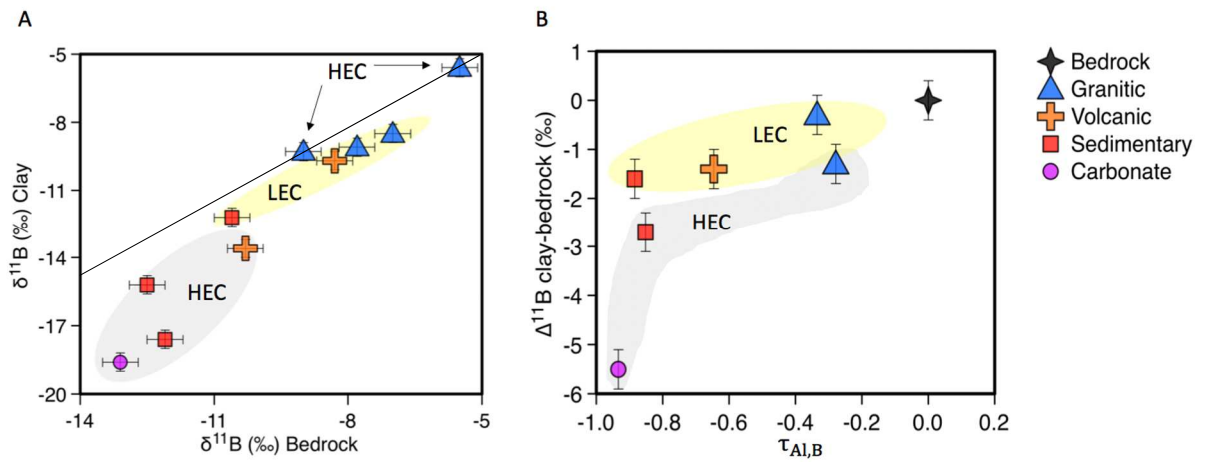 A
B
-5
-8
-11
-14
-17
-20
δ¹¹B (‰) Clay
HEC
LEC
HEC
-14
-11
-8
-5
δ¹¹B (‰) Bedrock
1
0
-1
-2
-3
-4
-5
-6
Δ¹¹B clay-bedrock (‰)
LEC
HEC
-1.0
-0.8
-0.6
-0.4
-0.2
0.0
0.2
τAl,B
Bedrock
Granitic
Volcanic
Sedimentary
Carbonate